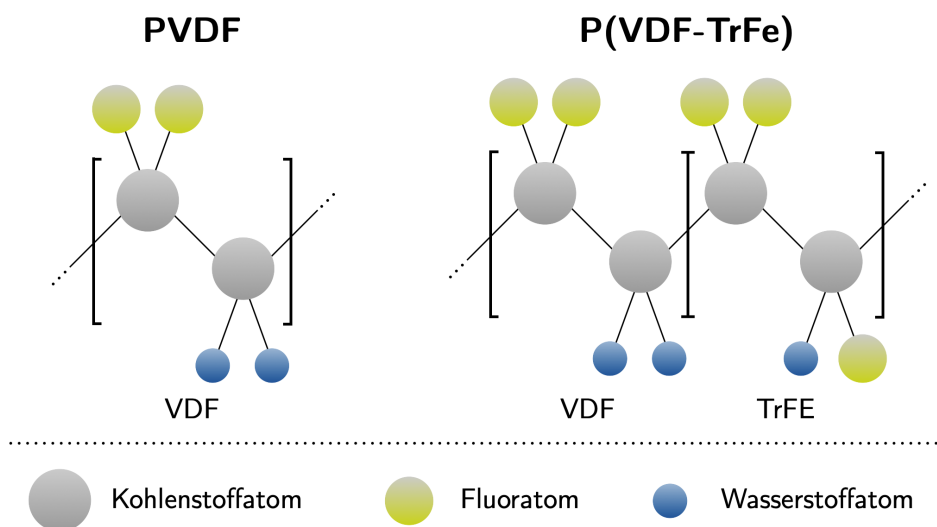 PVDF
P(VDF-TrFe)
VDF
VDF
TrFE
Kohlenstoffatom
Fluoratom
Wasserstoffatom